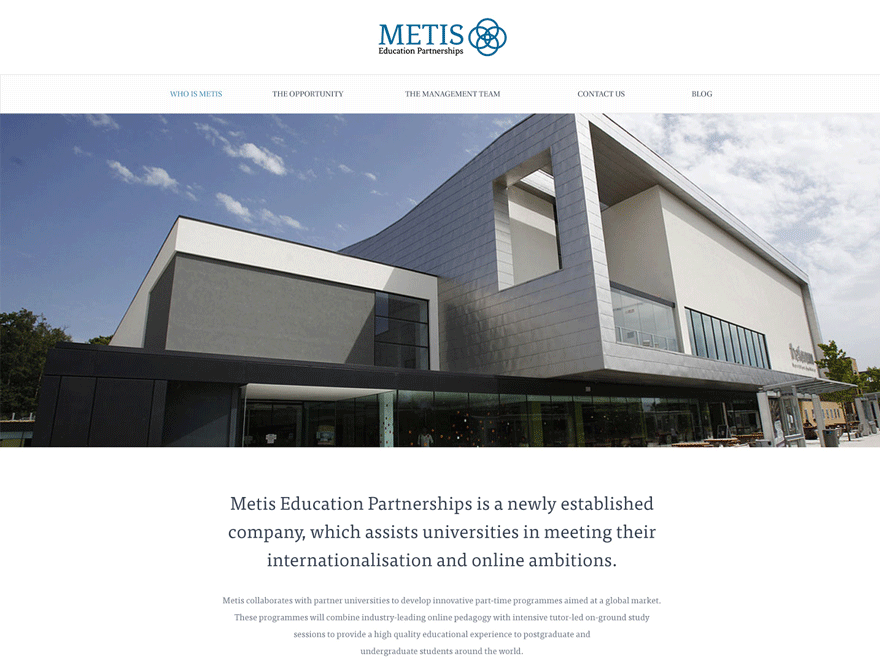 METIS
Education Partnerships
WHO IS METIS
THE OPPORTUNITY
THE MANAGEMENT TEAM
CONTACT US
BLOG
Metis Education Partnerships is a newly established
company, which assists universities in meeting their
internationalisation and online ambitions.
Metis collaborates with partner universities to develop innovative part-time programmes aimed at a global market.
These programmes will combine industry-leading online pedagogy with intensive tutor-led on-ground study
sessions to provide a high quality educational experience to postgraduate and
undergraduate students around the world.